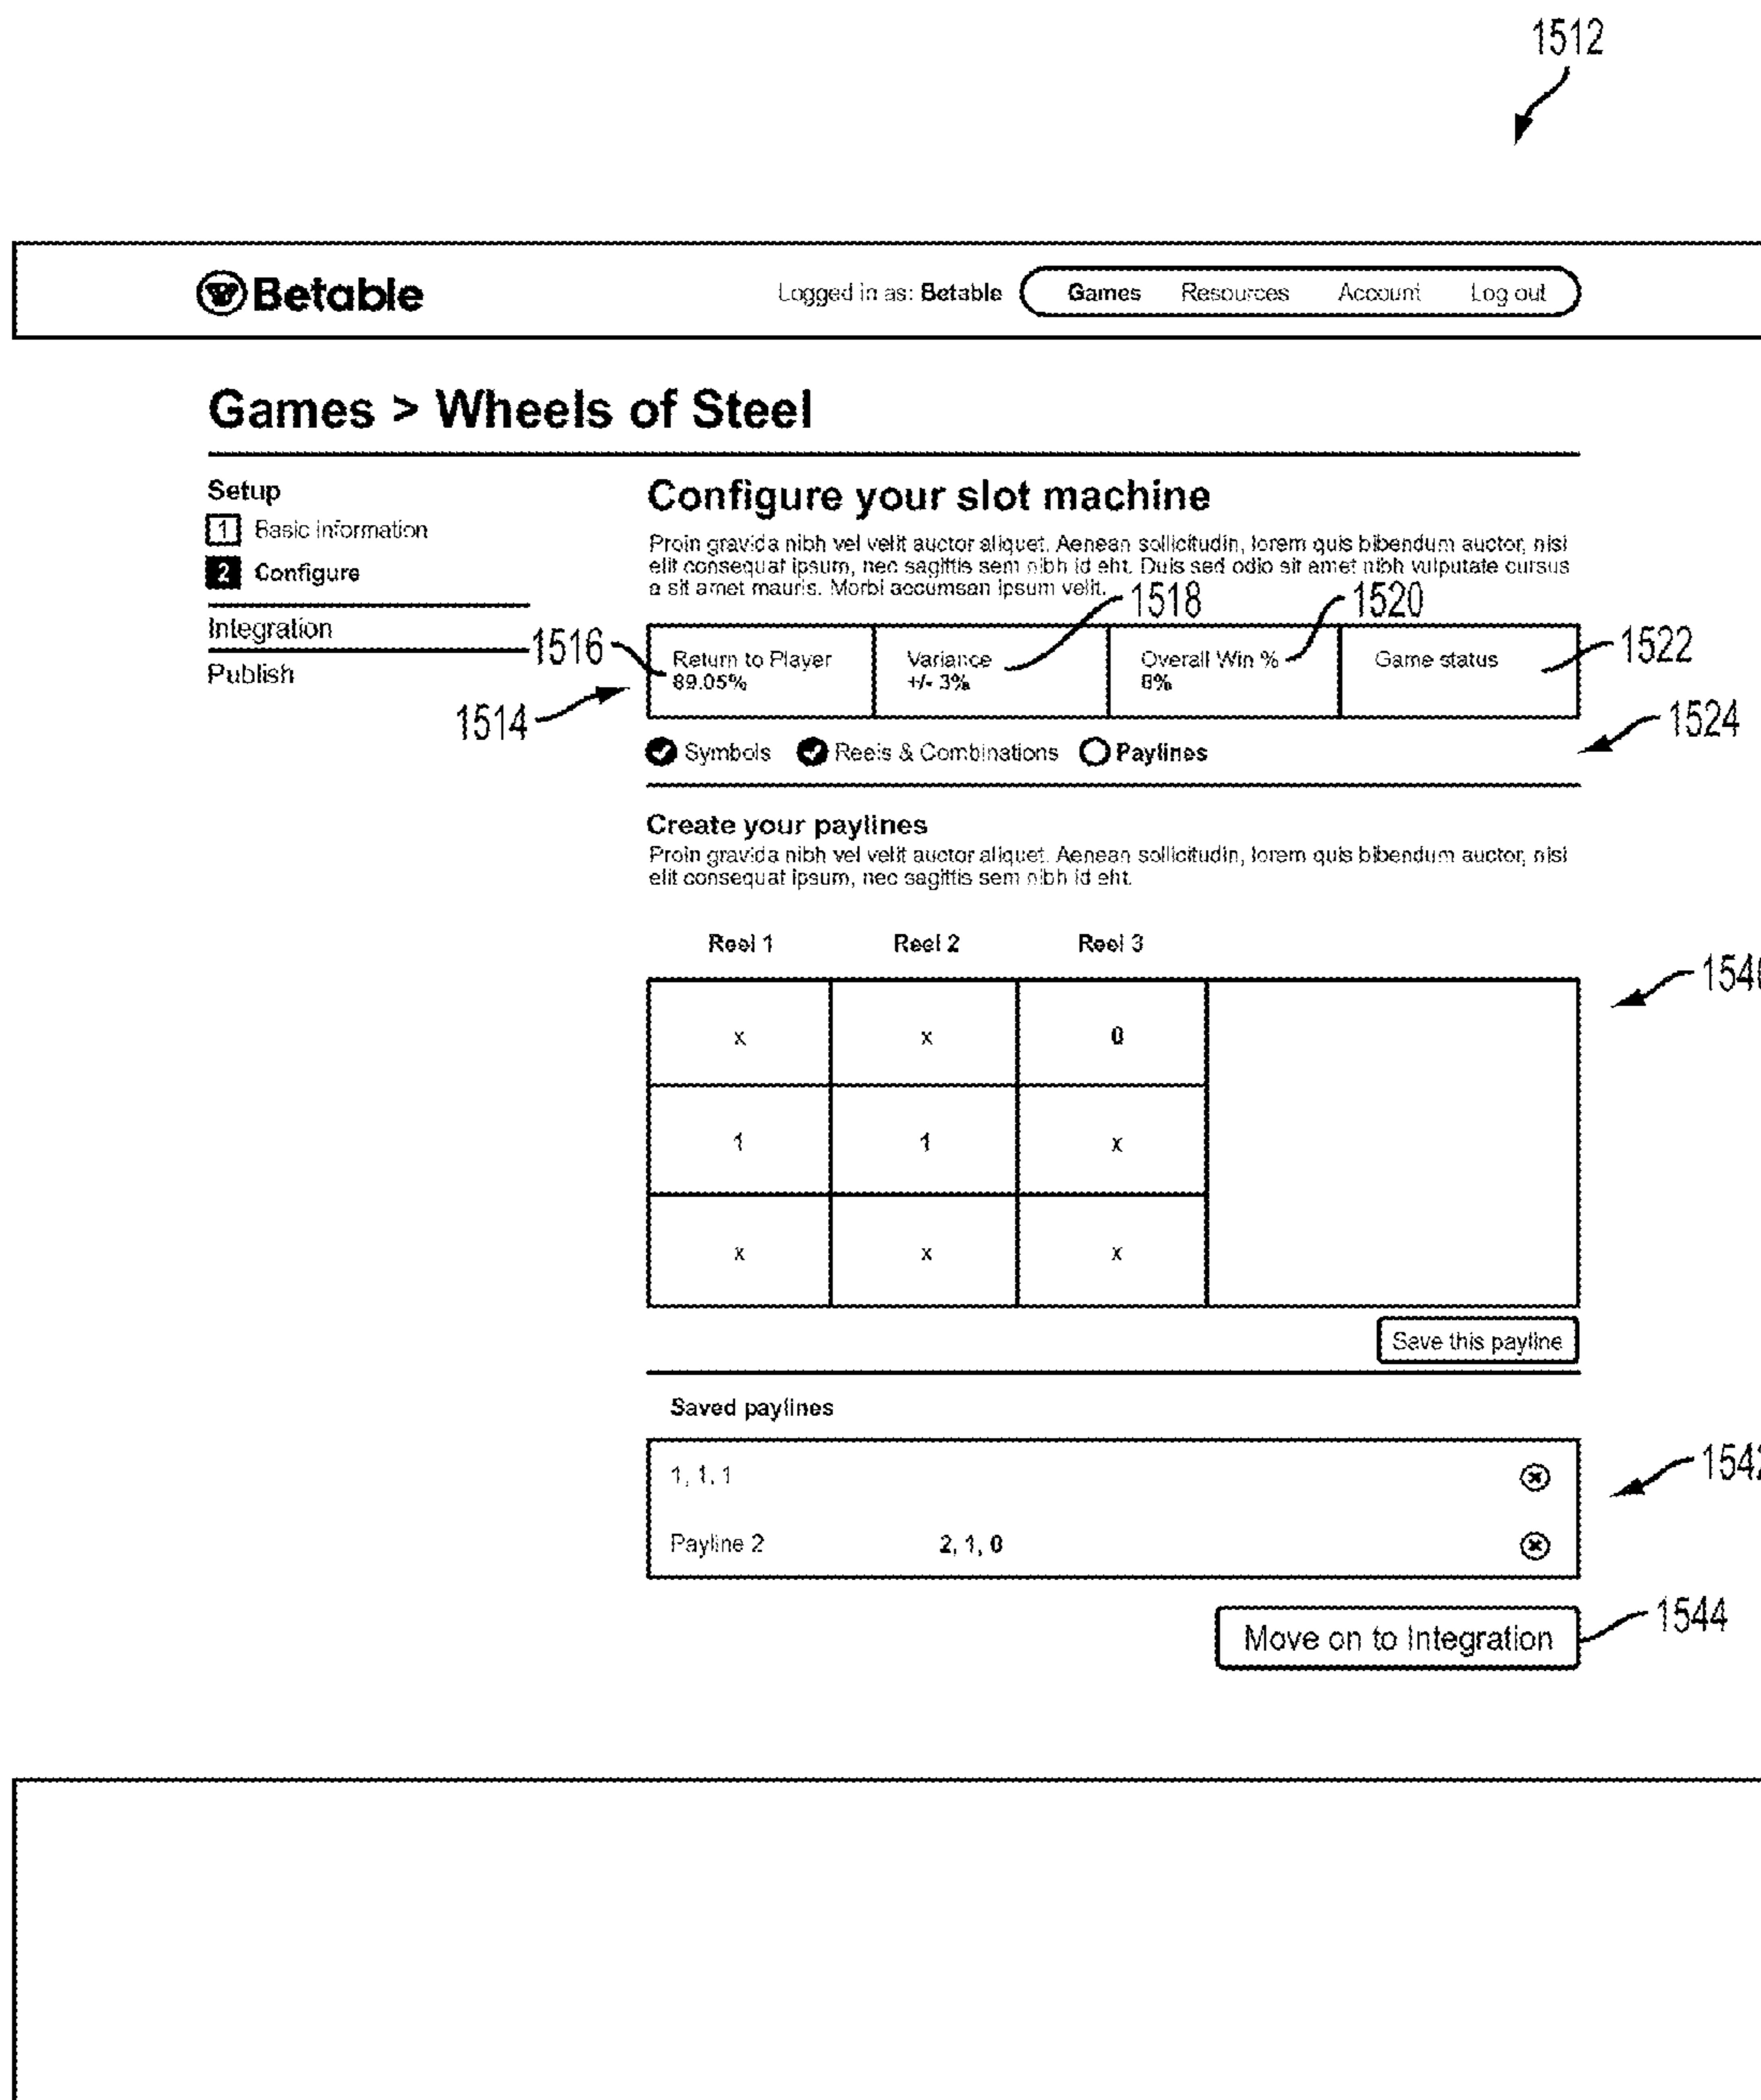 1512
Betable
Logged in as: Betable Games Resources Account Log out
Games > Wheels of Steel
Setup
1 Basic information
2 Configure
Integration
Publish
Configure your slot machine
Proin gravida nibh vel velit auctor aliquet. Aenean sollicitudin, lorem quis bibendum auctor, nisi
elit consequat ipsum, nec sagittis sem nibh id eht. Duis sed odio sit amet nibh vulputate cursus
a sit amet mauris. Morbi accumsan ipsum velit.
1518 1520
1516 Return to Player Variance Overall Win % Game status 1522
89.05% +/- 3% 8%
1514
1524
Symbols Reels & Combinations Paylines
Create your paylines
Proin gravida nibh vel velit auctor aliquet. Aenean sollicitudin, lorem quis bibendum auctor, nisi
elit consequat ipsum, nec sagittis sem nibh id eht.
Reel 1 Reel 2 Reel 3
x x 0
1 1 x
x x x
Save this payline
Saved paylines
1, 1, 1
Payline 2 2, 1, 0
Move on to Integration 1544